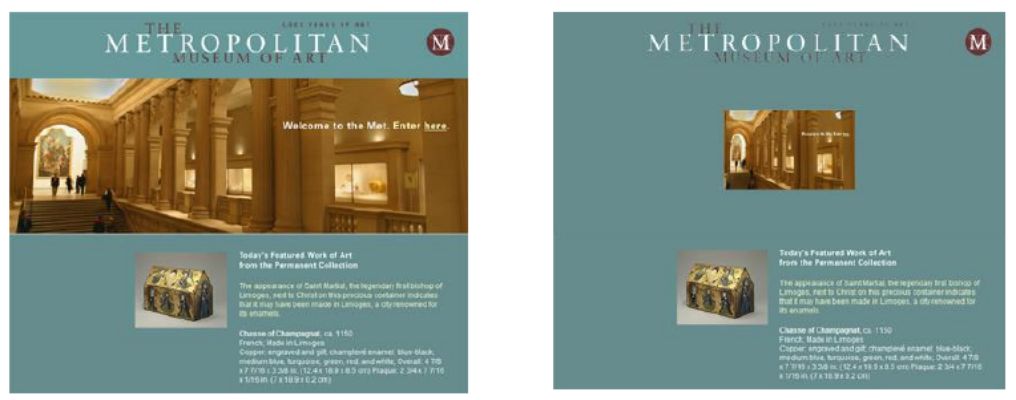 THE
METROPOLITAN
MUSEUM OF ART
M
Welcome to the Met. Enter here.
Today's Featured Work of Art
from the Permanent Collection
The appearance of Saint Martial, the legendary first bishop of
Limoges, next to Christ on this precious container indicates
that it may have been made in Limoges, a city renowned for
its enamels.
Chasse of Champagnat, ca. 1150
French; Made in Limoges
Copper: engraved and gilt; champlevé enamel: blue-black,
medium blue, turquoise, green, red, and white; Overall: 4 7/8
x 7 7/16 x 3 3/8 in. (12.4 x 18.9 x 8.5 cm) Plaque: 2 3/4 x 7 7/16
x 1/16 in. (7 x 18.9 x 0.2 cm)
THE
METROPOLITAN
MUSEUM OF ART
M
Welcome to the Met. Enter here.
Today's Featured Work of Art
from the Permanent Collection
The appearance of Saint Martial, the legendary first bishop of
Limoges, next to Christ on this precious container indicates
that it may have been made in Limoges, a city renowned for
its enamels.
Chasse of Champagnat, ca. 1150
French; Made in Limoges
Copper: engraved and gilt; champlevé enamel: blue-black,
medium blue, turquoise, green, red, and white; Overall: 4 7/8
x 7 7/16 x 3 3/8 in. (12.4 x 18.9 x 8.5 cm) Plaque: 2 3/4 x 7 7/16
x 1/16 in. (7 x 18.9 x 0.2 cm)